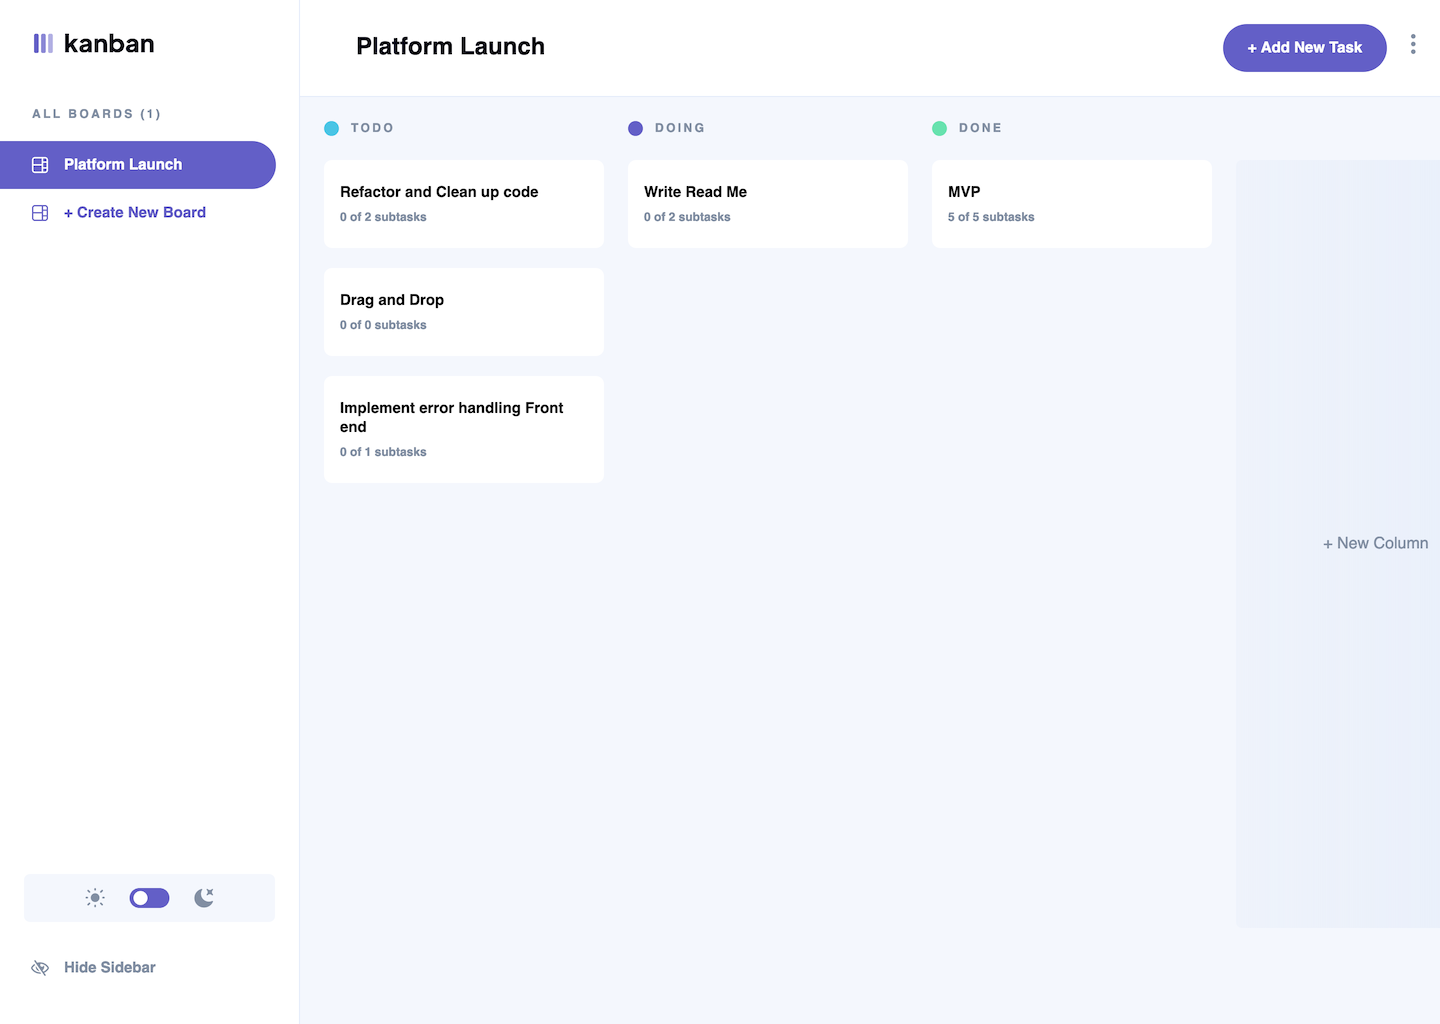 kanban
ALL BOARDS (1)
Platform Launch
+ Create New Board
Hide Sidebar
Platform Launch
+ Add New Task
TODO
Refactor and Clean up code
0 of 2 subtasks
Drag and Drop
0 of 0 subtasks
Implement error handling Front
end
0 of 1 subtasks
DOING
Write Read Me
0 of 2 subtasks
DONE
MVP
5 of 5 subtasks
+ New Column